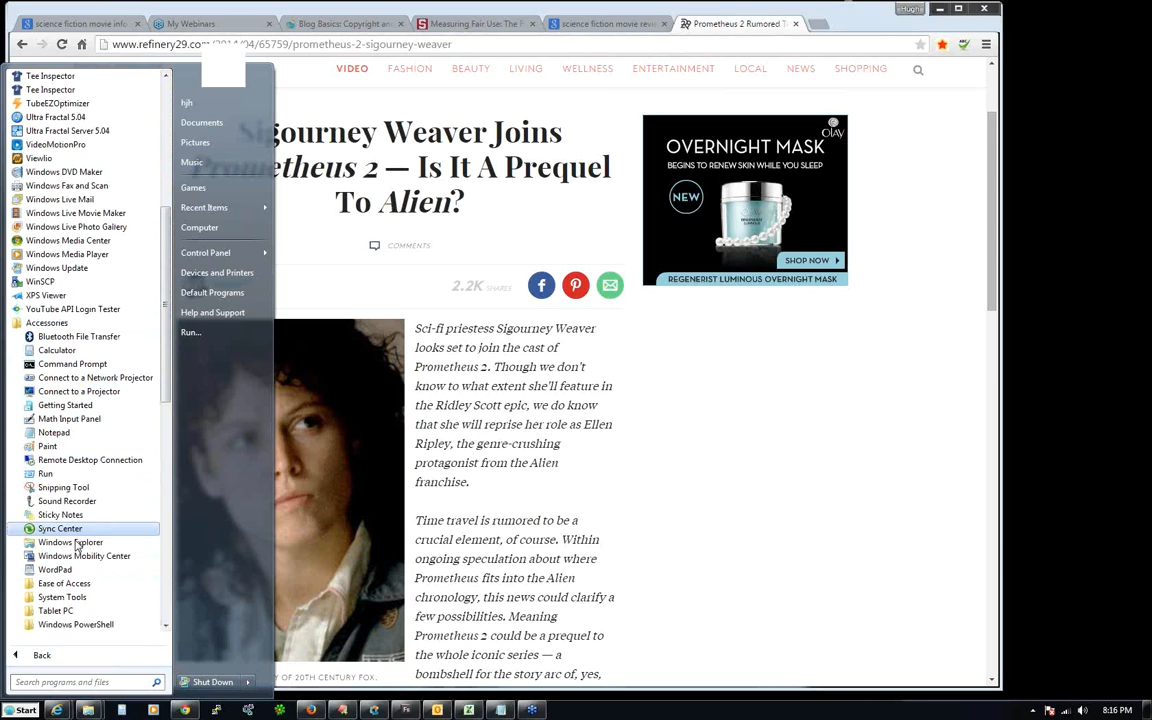 eHughe
science fiction movie info
My Webinars
Blog Basics: Copyright an
Measuring Fair Use: The F
science fiction movie revi
Prometheus 2 Rumored T
www.refinery29.com/2014/04/65759/prometheus-2-sigourney-weaver
VIDEO FASHION BEAUTY LIVING WELLNESS ENTERTAINMENT LOCAL NEWS SHOPPING
Sigourney Weaver Joins
Prometheus 2 — Is It A Prequel
To Alien?
COMMENTS
2.2K SHARES
Sci-fi priestess Sigourney Weaver
looks set to join the cast of
Prometheus 2. Though we don't
know to what extent she'll feature in
the Ridley Scott epic, we do know
that she will reprise her role as Ellen
Ripley, the genre-crushing
protagonist from the Alien
franchise.
Time travel is rumored to be a
crucial element, of course. Within
ongoing speculation about where
Prometheus fits into the Alien
chronology, this news could clarify a
few possibilities. Meaning
Prometheus 2 could be a prequel to
the whole iconic series — a
bombshell for the story arc of, yes,
OF 20TH CENTURY FOX.
OLAY
OVERNIGHT MASK
BEGINS TO RENEW SKIN WHILE YOU SLEEP
NEW
SHOP NOW
REGENERIST LUMINOUS OVERNIGHT MASK
Tee Inspector
Tee Inspector
TubeEZOptimizer
Ultra Fractal 5.04
Ultra Fractal Server 5.04
VideoMotionPro
Viewlio
Windows DVD Maker
Windows Fax and Scan
Windows Live Mail
Windows Live Movie Maker
Windows Live Photo Gallery
Windows Media Center
Windows Media Player
Windows Update
WinSCP
XPS Viewer
YouTube API Login Tester
Accessories
Bluetooth File Transfer
Calculator
Command Prompt
Connect to a Network Projector
Connect to a Projector
Getting Started
Math Input Panel
Notepad
Paint
Remote Desktop Connection
Run
Snipping Tool
Sound Recorder
Sticky Notes
Sync Center
Windows Explorer
Windows Mobility Center
WordPad
Ease of Access
System Tools
Tablet PC
Windows PowerShell
Back
Search programs and files
hjh
Documents
Pictures
Music
Games
Recent Items
Computer
Control Panel
Devices and Printers
Default Programs
Help and Support
Run...
Shut Down
Start
8:16 PM